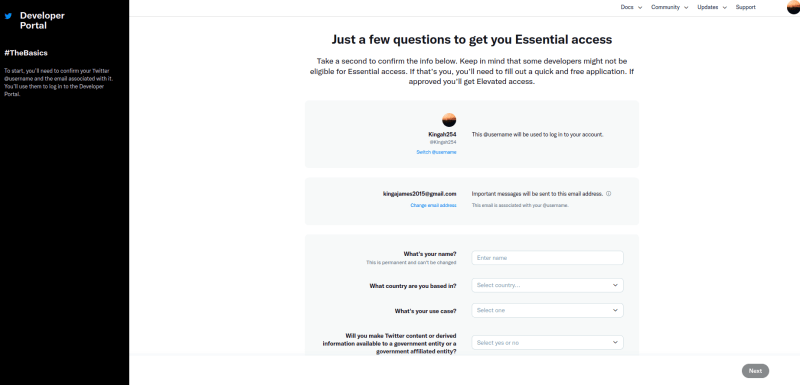 Docs
Community
Updates
Support
Developer
Portal
#TheBasics
To start, you'll need to confirm your Twitter
@username and the email associated with it.
You'll use them to log in to the Developer
Portal.
Just a few questions to get you Essential access
Take a second to confirm the info below. Keep in mind that some developers might not be
eligible for Essential access. If that's you, you'll need to fill out a quick and free application. If
approved you'll get Elevated access.
Kingah254
@Kingah254
Switch @username
This @username will be used to log in to your account.
kingajames2015@gmail.com
Change email address
Important messages will be sent to this email address.
This email is associated with your @username.
What's your name?
This is permanent and can't be changed
Enter name
What country are you based in?
Select country...
What's your use case?
Select one
Will you make Twitter content or derived
information available to a government entity or a
government affiliated entity?
Select yes or no
Next